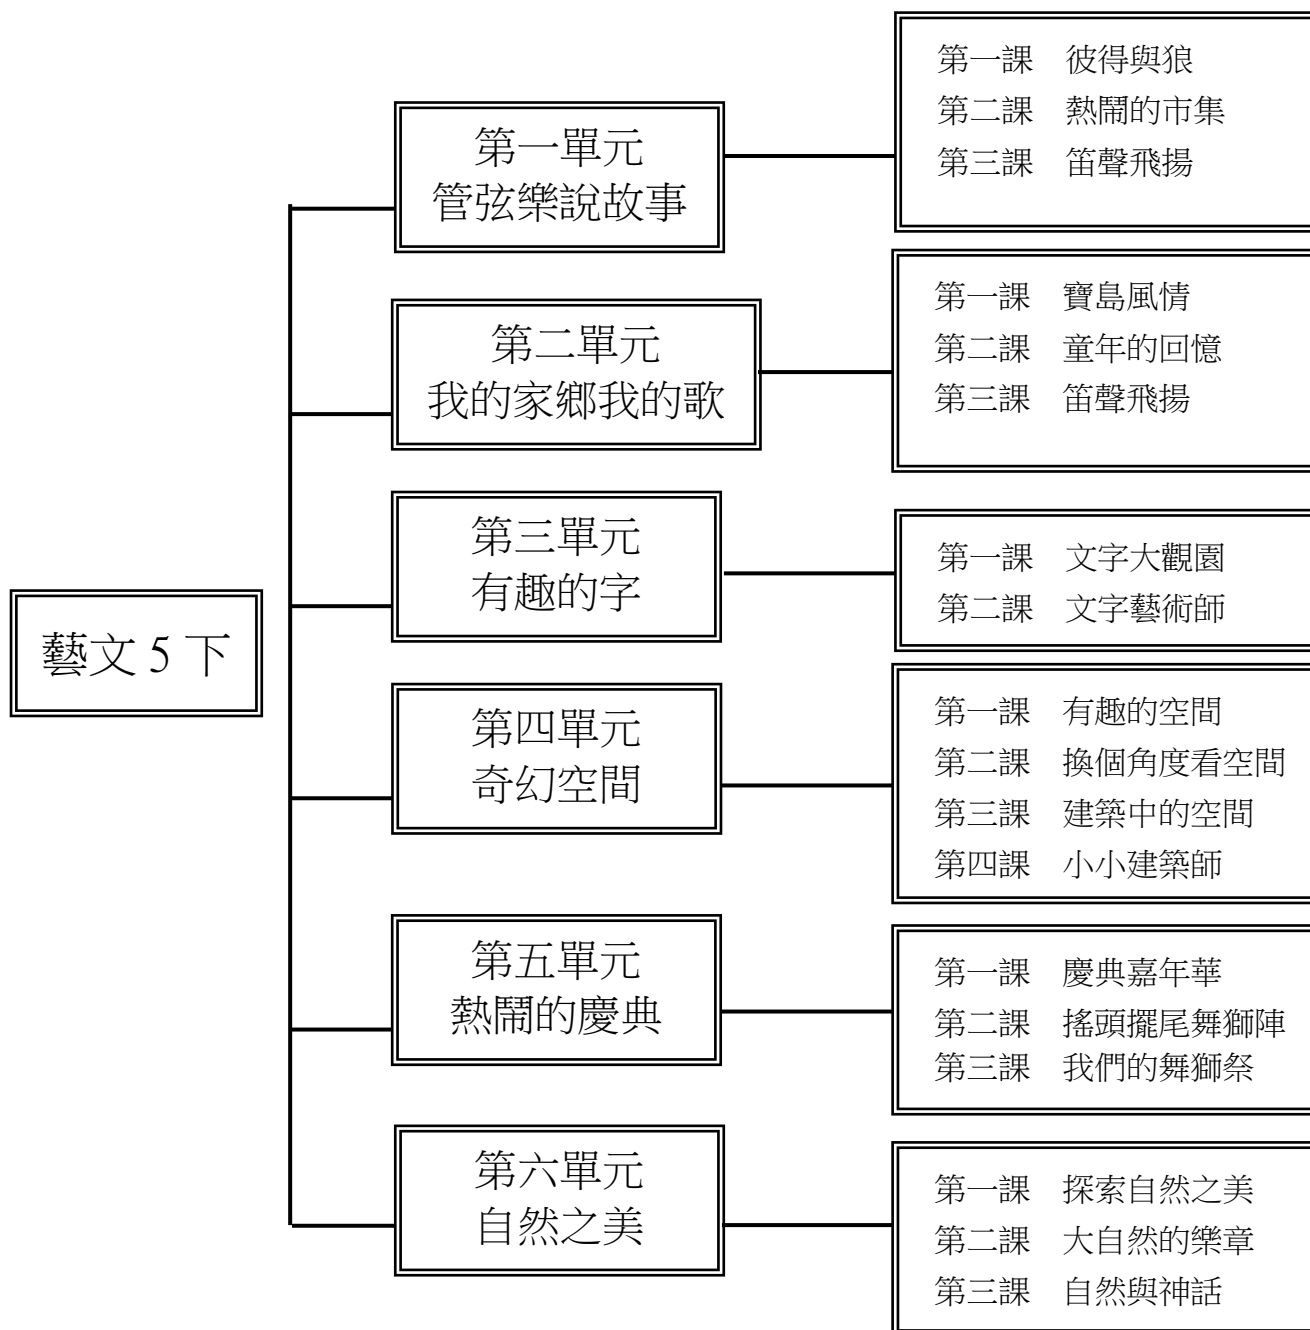 藝文 5 下
第一單元
管弦樂說故事
第一課　彼得與狼
第二課　熱鬧的市集
第三課　笛聲飛揚
第二單元
我的家鄉我的歌
第一課　寶島風情
第二課　童年的回憶
第三課　笛聲飛揚
第三單元
有趣的字
第一課　文字大觀園
第二課　文字藝術師
第四單元
奇幻空間
第一課　有趣的空間
第二課　換個角度看空間
第三課　建築中的空間
第四課　小小建築師
第五單元
熱鬧的慶典
第一課　慶典嘉年華
第二課　搖頭擺尾舞獅陣
第三課　我們的舞獅祭
第六單元
自然之美
第一課　探索自然之美
第二課　大自然的樂章
第三課　自然與神話